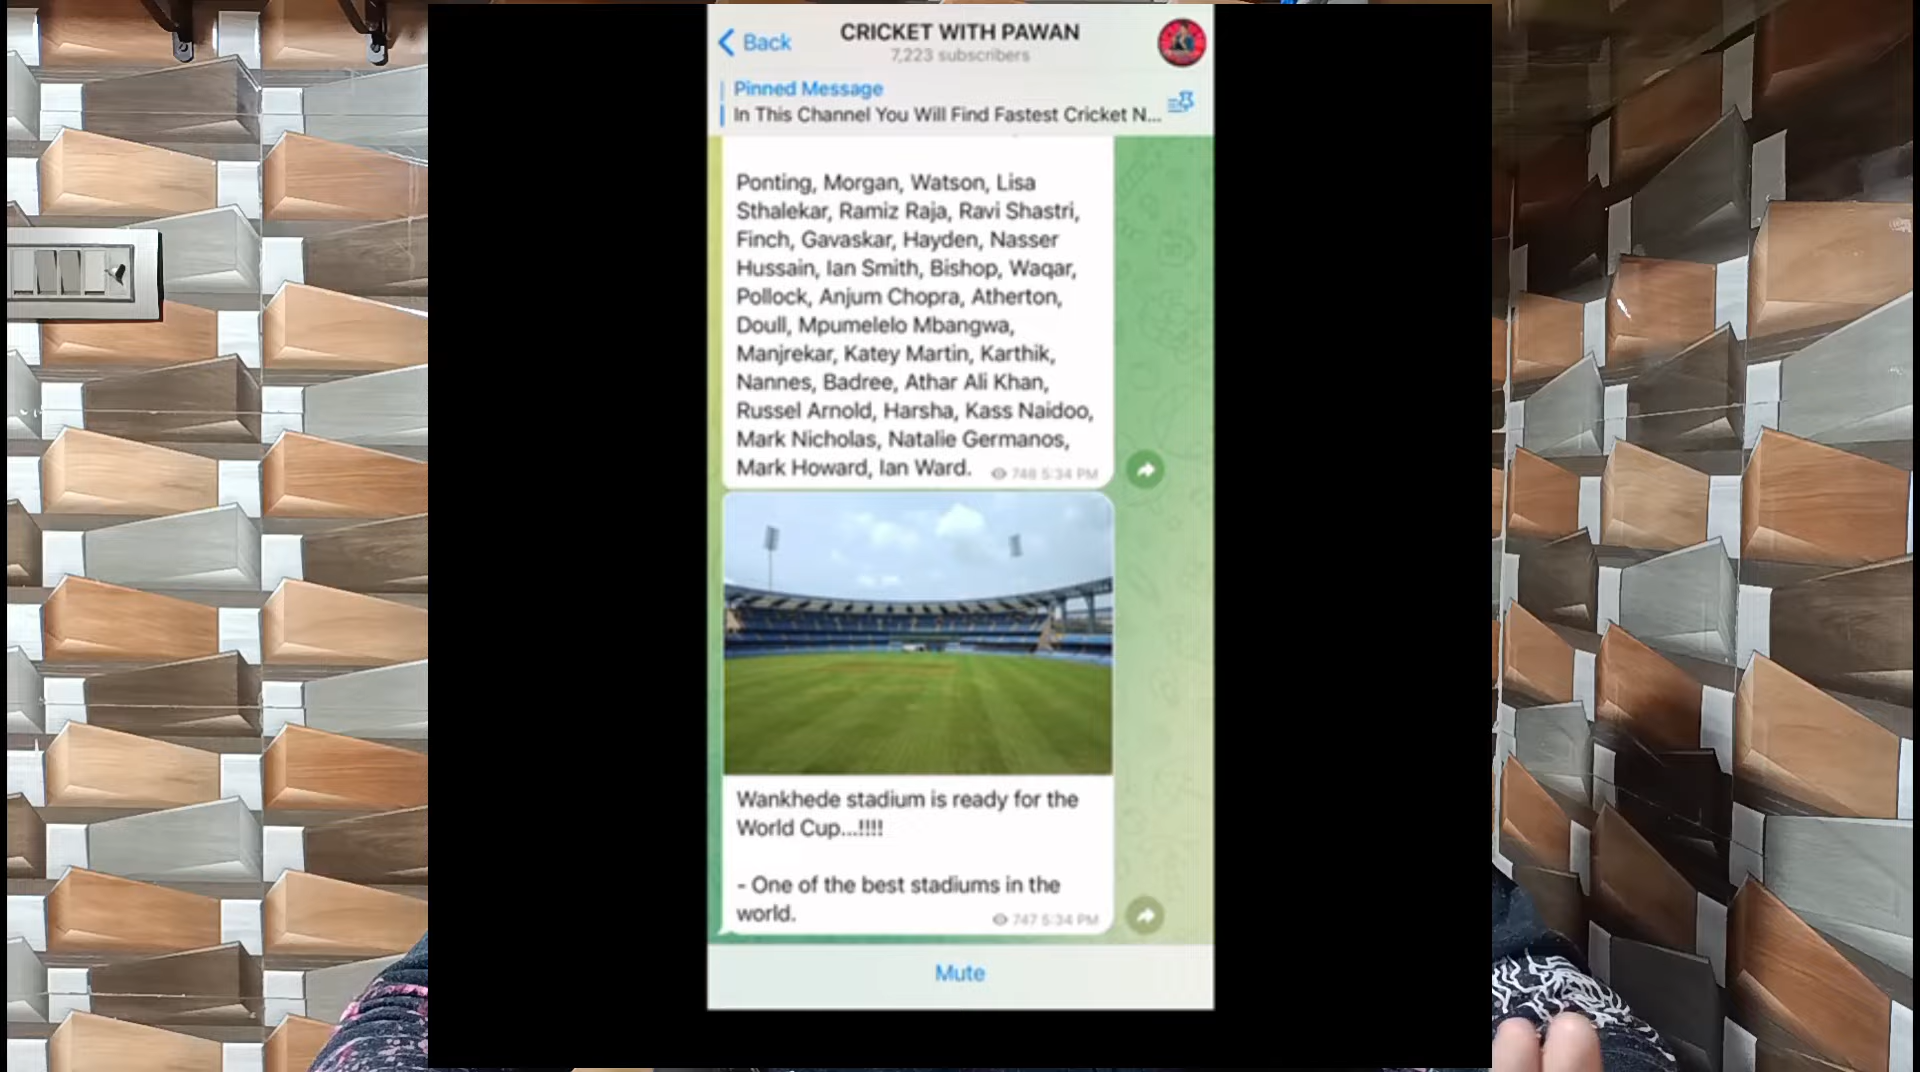 Back
CRICKET WITH PAWAN
7,223 subscribers
Pinned Message
In This Channel You Will Find Fastest Cricket N...
Ponting, Morgan, Watson, Lisa
Sthalekar, Ramiz Raja, Ravi Shastri,
Finch, Gavaskar, Hayden, Nasser
Hussain, Ian Smith, Bishop, Waqar,
Pollock, Anjum Chopra, Atherton,
Doull, Mpumelelo Mbangwa,
Manjrekar, Katey Martin, Karthik,
Nannes, Badree, Athar Ali Khan,
Russel Arnold, Harsha, Kass Naidoo,
Mark Nicholas, Natalie Germanos,
Mark Howard, Ian Ward.
748 5:34 PM
Wankhede stadium is ready for the
World Cup...!!!!
- One of the best stadiums in the
world.
747 5:34 PM
Mute